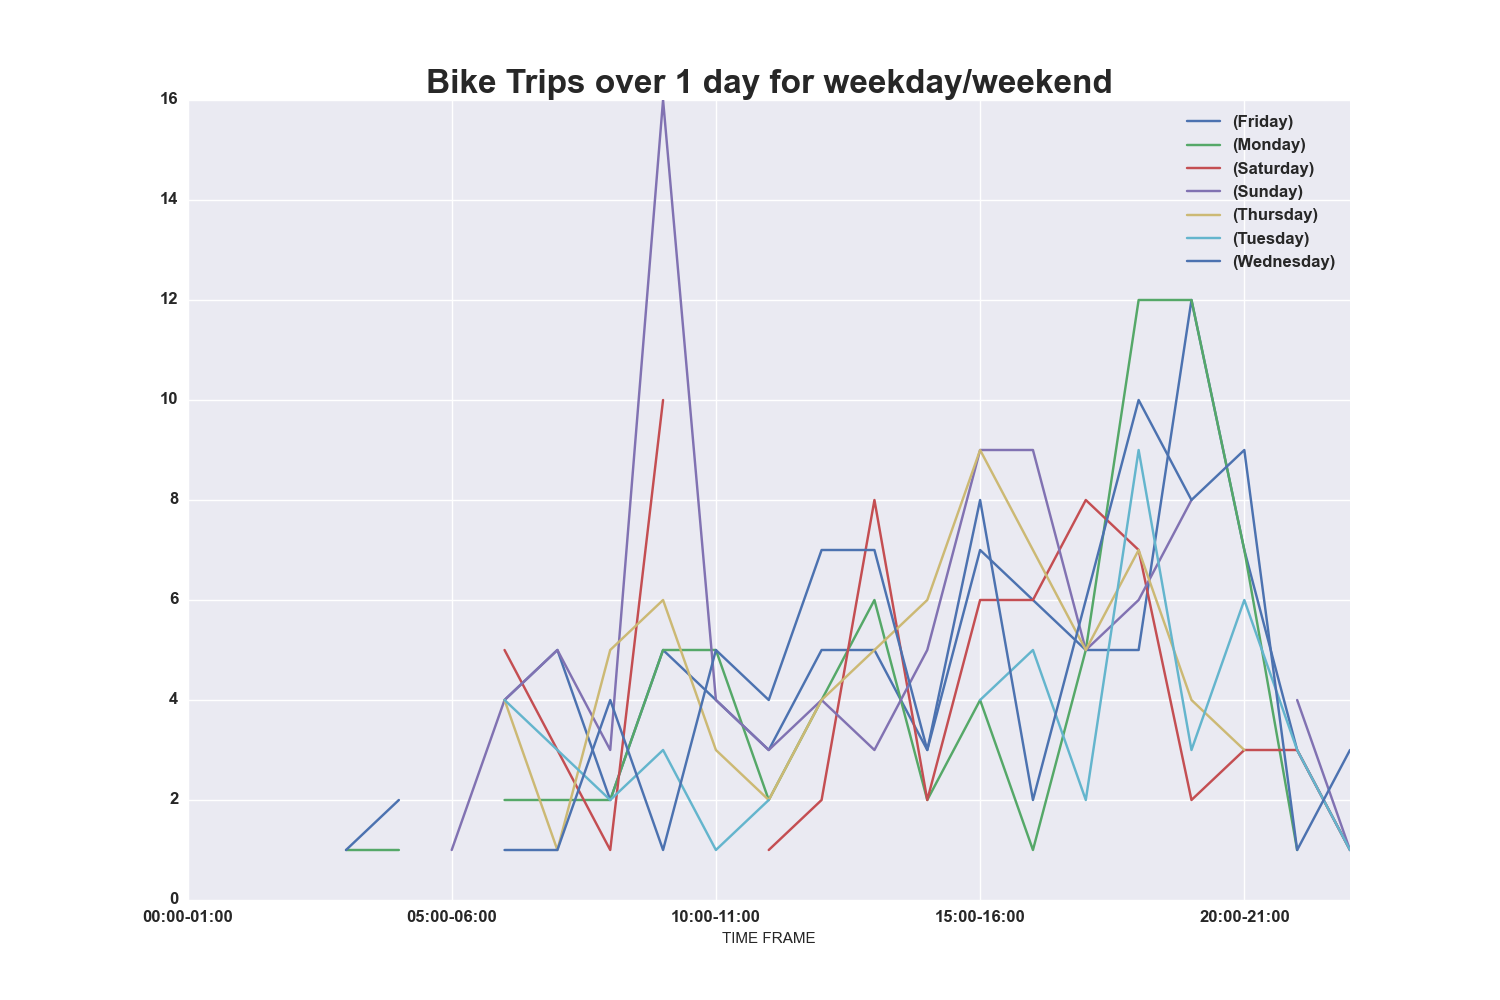 Bike Trips over 1 day for weekday/weekend
16
14
12
10
8
6
4
2
0
(Friday)
(Monday)
(Saturday)
(Sunday)
(Thursday)
(Tuesday)
(Wednesday)
00:00-01:00 05:00-06:00 10:00-11:00 15:00-16:00 20:00-21:00
TIME FRAME